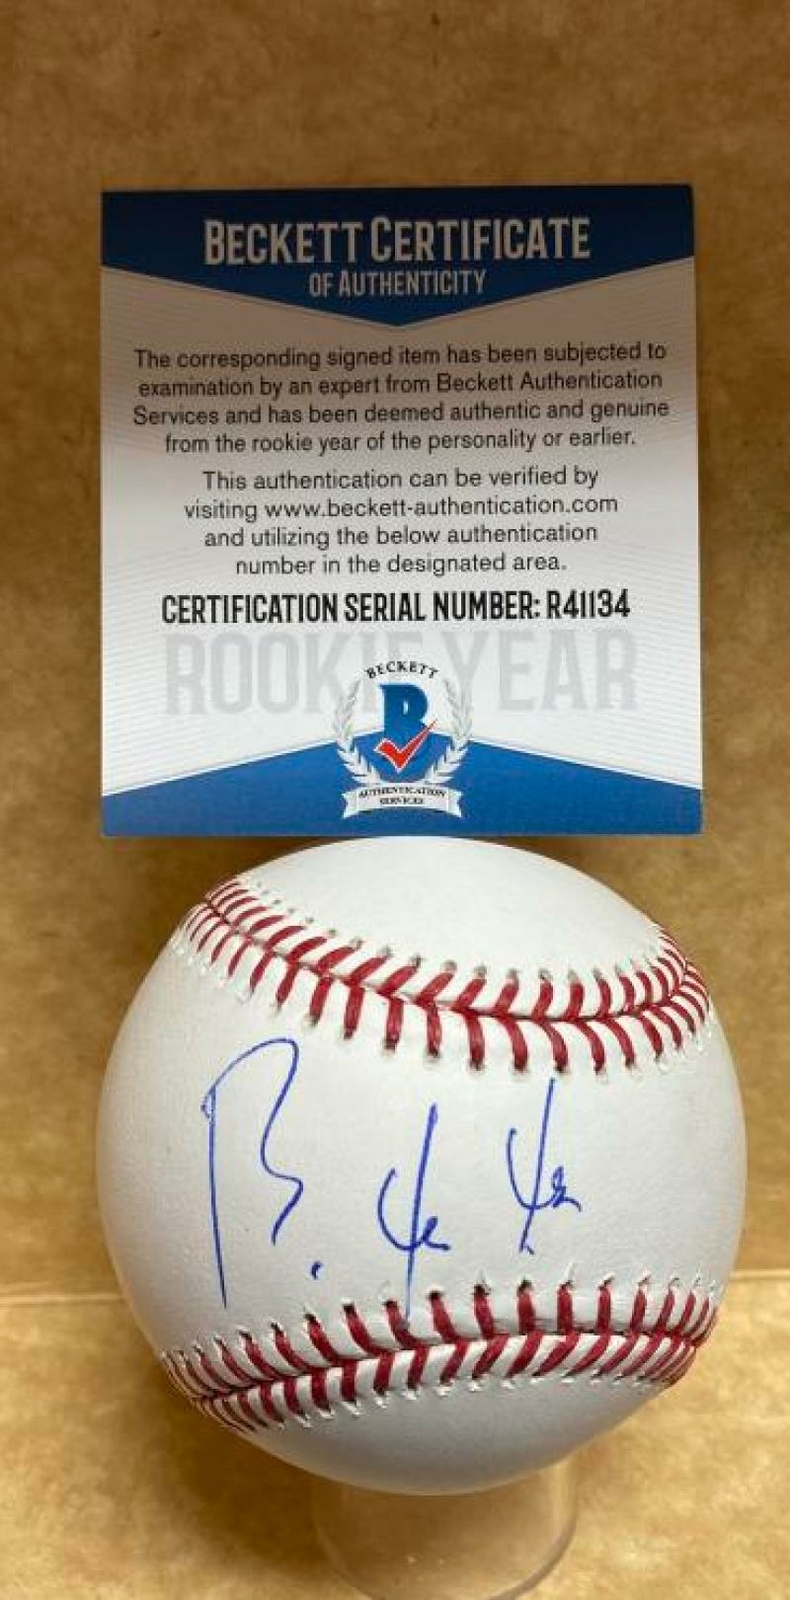 BECKETT CERTIFICATE
OF AUTHENTICITY
The corresponding signed item has been subjected to
examination by an expert from Beckett Authentication
Services and has been deemed authentic and genuine
from the rookie year of the personality or earlier.
This authentication can be verified by
visiting www.beckett-authentication.com
and utilizing the below authentication
number in the designated area.
CERTIFICATION SERIAL NUMBER: R41134
ROOKIE YEAR
BECKETT
B
AUTHENTICATION
SERVICES
B.